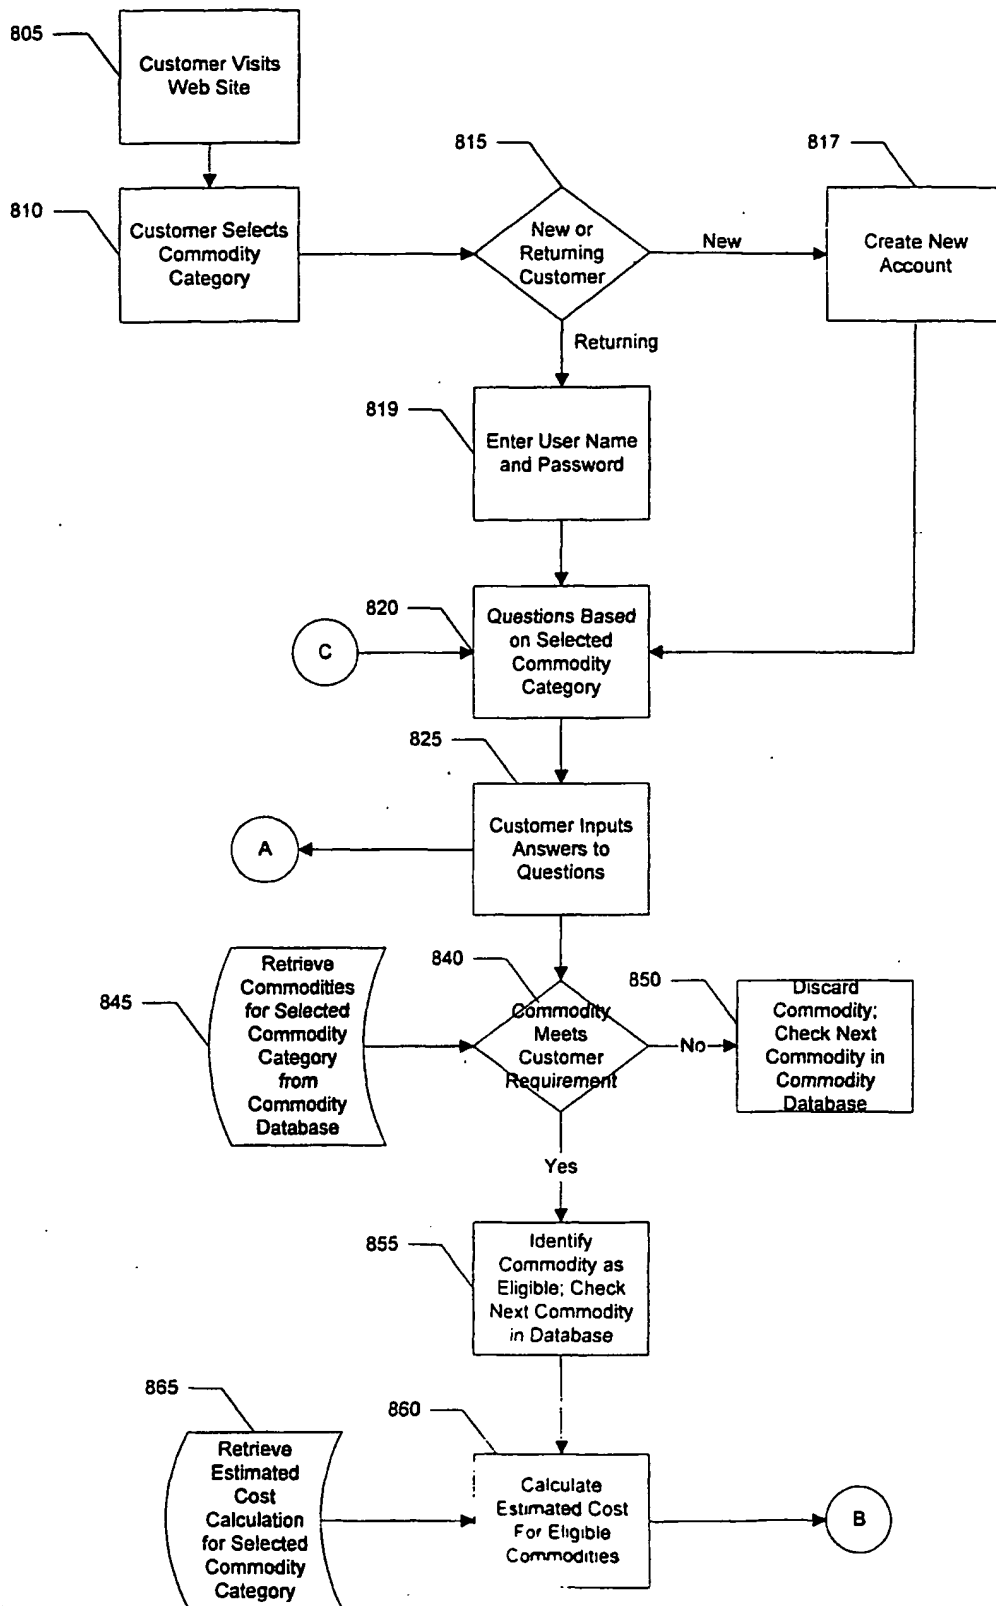 805
Customer Visits
Web Site
815
817
810
Customer Selects
Commodity
Category
New or
Returning
Customer
New
Create New
Account
Returning
819
Enter User Name
and Password
820
Questions Based
on Selected
Commodity
Category
C
825
Customer Inputs
Answers to
Questions
A
845
Retrieve
Commodities
for Selected
Commodity
Category
from
Commodity
Database
840
Commodity
Meets
Customer
Requirement
No
850
Discard
Commodity;
Check Next
Commodity in
Commodity
Database
Yes
855
Identify
Commodity as
Eligible; Check
Next Commodity
in Database
865
Retrieve
Estimated
Cost
Calculation
for Selected
Commodity
Category
860
Calculate
Estimated Cost
For Eligible
Commodities
B